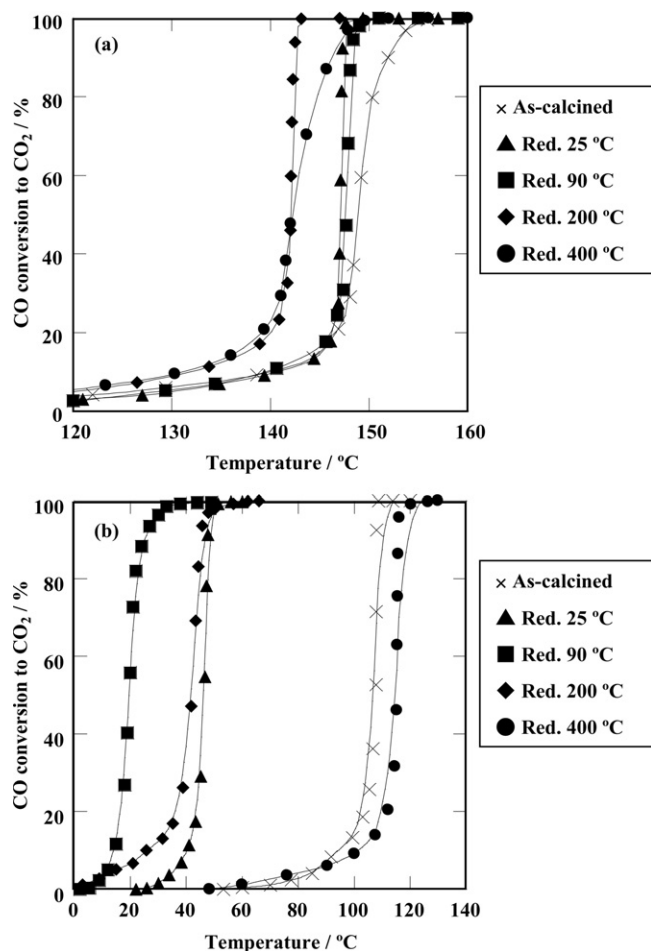 100
80
60
40
20
0
120
130
140
150
160
CO conversion to CO₂ / %
Temperature / ºC
(a)
As-calcined
Red. 25 ºC
Red. 90 ºC
Red. 200 ºC
Red. 400 ºC
100
80
60
40
20
0
0
20
40
60
80
100
120
140
CO conversion to CO₂ / %
Temperature / ºC
(b)
As-calcined
Red. 25 ºC
Red. 90 ºC
Red. 200 ºC
Red. 400 ºC